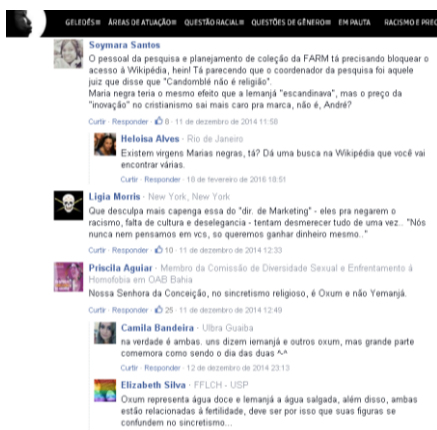 GELEDÉS ÁREAS DE ATUAÇÃO QUESTÃO RACIAL QUESTÕES DE GÊNERO EM PAUTA RACISMO E PREC
Soymara Santos
O pessoal da pesquisa e planejamento de coleção da FARM tá precisando bloquear o
acesso à Wikipédia, hein! Tá parecendo que o coordenador da pesquisa foi aquele
juiz que disse que "Candomblé não é religião".
Maria negra teria o mesmo efeito que a Iemanjá "escandinava", mas o preço da
"inovação" no cristianismo sai mais caro pra marca, não é, André?
Curtir · Responder · 8 · 11 de dezembro de 2014 11:58
Heloisa Alves · Rio de Janeiro
Existem virgens Marias negras, tá? Dá uma busca na Wikipédia que você vai
encontrar várias.
Curtir · Responder · 18 de fevereiro de 2016 18:51
Ligia Morris · New York, New York
Que desculpa mais capenga essa do "dir. de Marketing" - eles pra negarem o
racismo, falta de cultura e deselegancia - tentam desmerecer tudo de uma vez.. "Nós
nunca nem pensamos em vcs, so queremos ganhar dinheiro mesmo.."
Curtir · Responder · 10 · 11 de dezembro de 2014 12:33
Priscila Aguiar · Membro da Comissão de Diversidade Sexual e Enfrentamento à
Homofobia em OAB Bahia
Nossa Senhora da Conceição, no sincretismo religioso, é Oxum e não Yemanjá.
Curtir · Responder · 25 · 11 de dezembro de 2014 12:49
Camila Bandeira · Ulbra Guaiba
na verdade é ambas. uns dizem iemanjá e outros oxum, mas grande parte
comemora como sendo o dia das duas ^^
Curtir · Responder · 12 de dezembro de 2014 23:13
Elizabeth Silva · FFLCH - USP
Oxum representa água doce e Iemanjá a água salgada, além disso, ambas
estão relacionadas á fertilidade, deve ser por isso que suas figuras se
confundem no sincretismo...